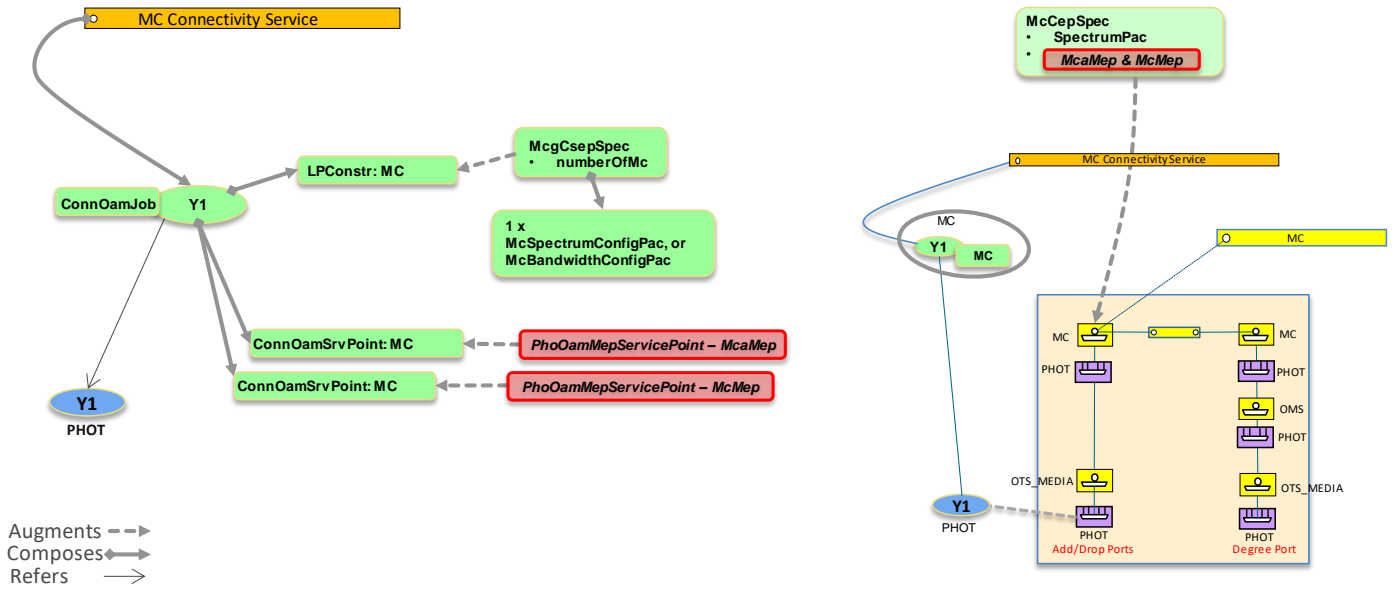 MC Connectivity Service
McgCsepSpec
• numberOfMc
LPConstr: MC
ConnOamJob
Y1
1 x
McSpectrumConfigPac, or
McBandwidthConfigPac
ConnOamSrvPoint: MC
PhoOamMepServicePoint – McaMep
ConnOamSrvPoint: MC
PhoOamMepServicePoint – McMep
Y1
PHOT
Augments
Composes
Refers
McCepSpec
• SpectrumPac
• McaMep & McMep
MC Connectivity Service
MC
Y1
MC
MC
MC
MC
PHOT
PHOT
OMS
PHOT
OTS_MEDIA
OTS_MEDIA
Y1
PHOT
PHOT
PHOT
Add/Drop Ports
Degree Port